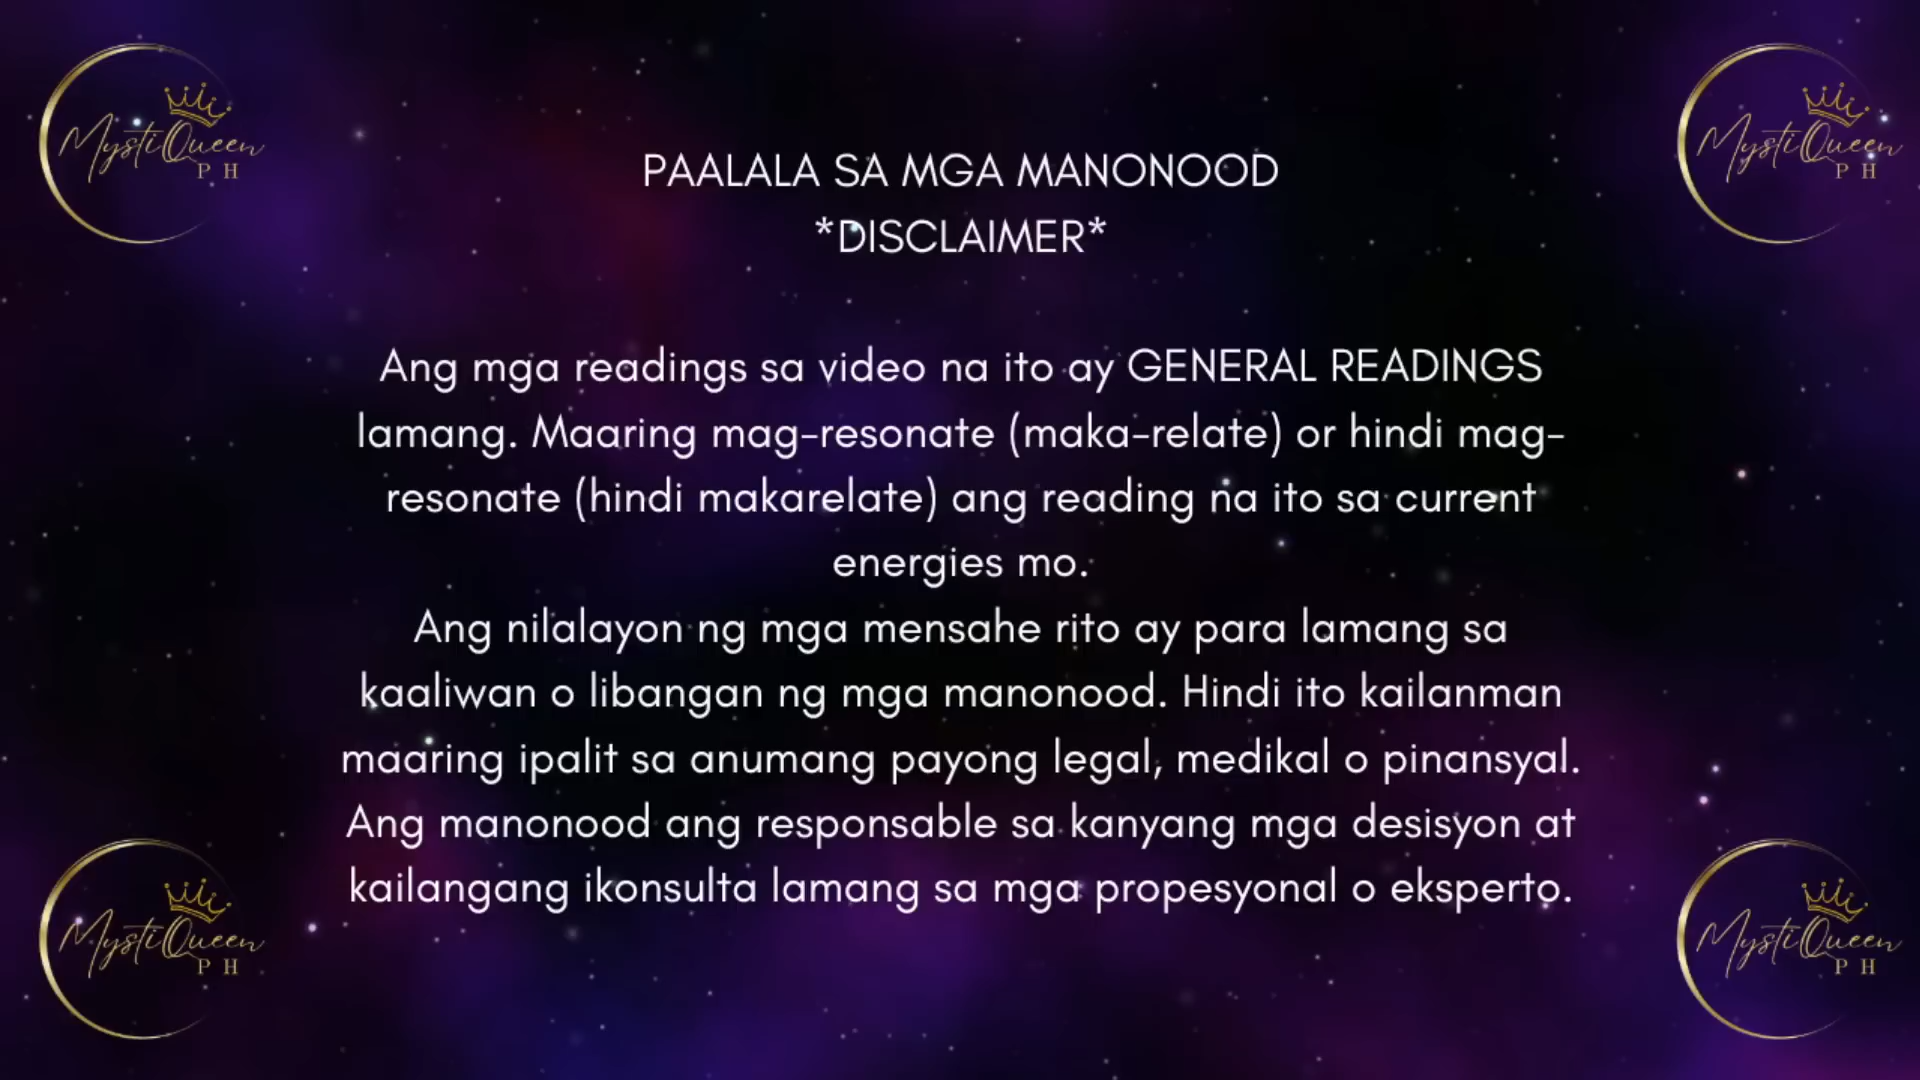 MystiQueen
PH
MystiQueen
PH
PAALALA SA MGA MANONOOD
*DISCLAIMER*
Ang mga readings sa video na ito ay GENERAL READINGS
lamang. Maaring mag-resonate (maka-relate) or hindi mag-
resonate (hindi makarelate) ang reading na ito sa current
energies mo.
Ang nilalayon ng mga mensahe rito ay para lamang sa
kaaliwan o libangan ng mga manonood. Hindi ito kailanman
maaring ipalit sa anumang payong legal, medikal o pinansyal.
Ang manonood ang responsable sa kanyang mga desisyon at
kailangang ikonsulta lamang sa mga propesyonal o eksperto.
MystiQueen
PH
MystiQueen
PH